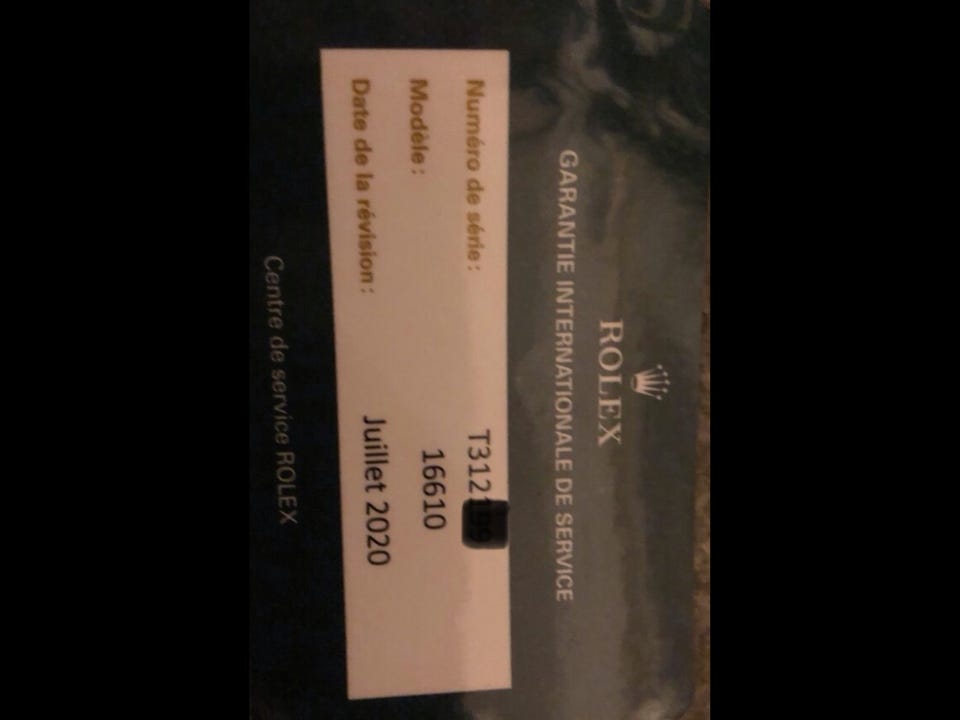 ROLEX
GARANTIE INTERNATIONALE DE SERVICE
Numéro de série : T312
Modèle : 16610
Date de la révision : Juillet 2020
Centre de service ROLEX